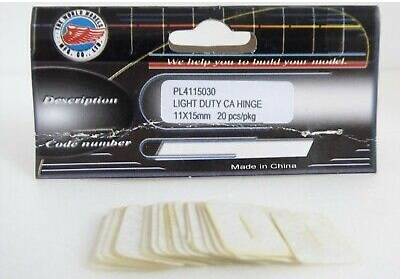 We help you to build your model.
PL4115030
Description
LIGHT DUTY CA HINGE
11X15mm 20 pcs/pkg
Code number
Made in China